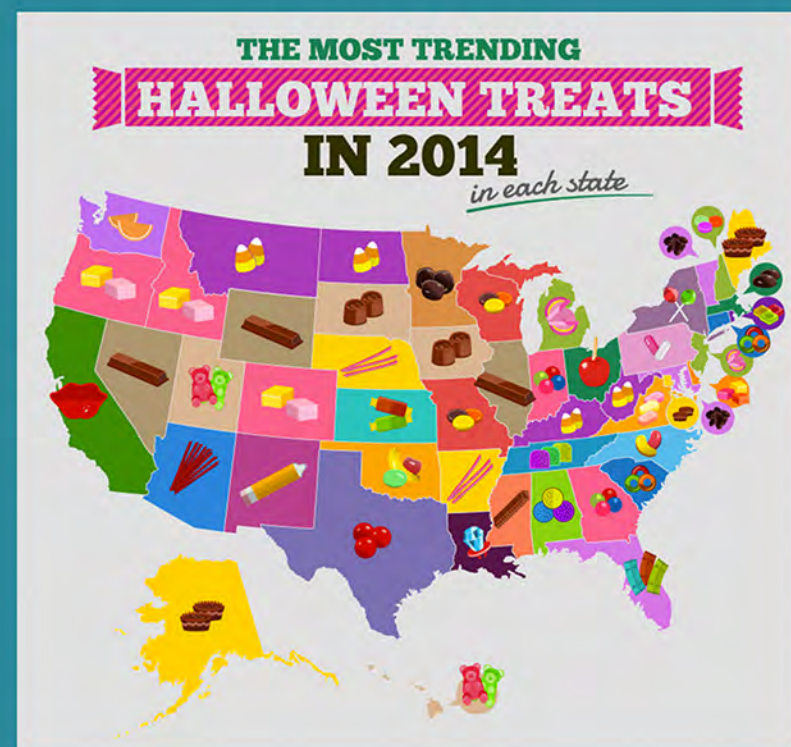 THE MOST TRENDING
HALLOWEEN TREATS
IN 2014
in each state